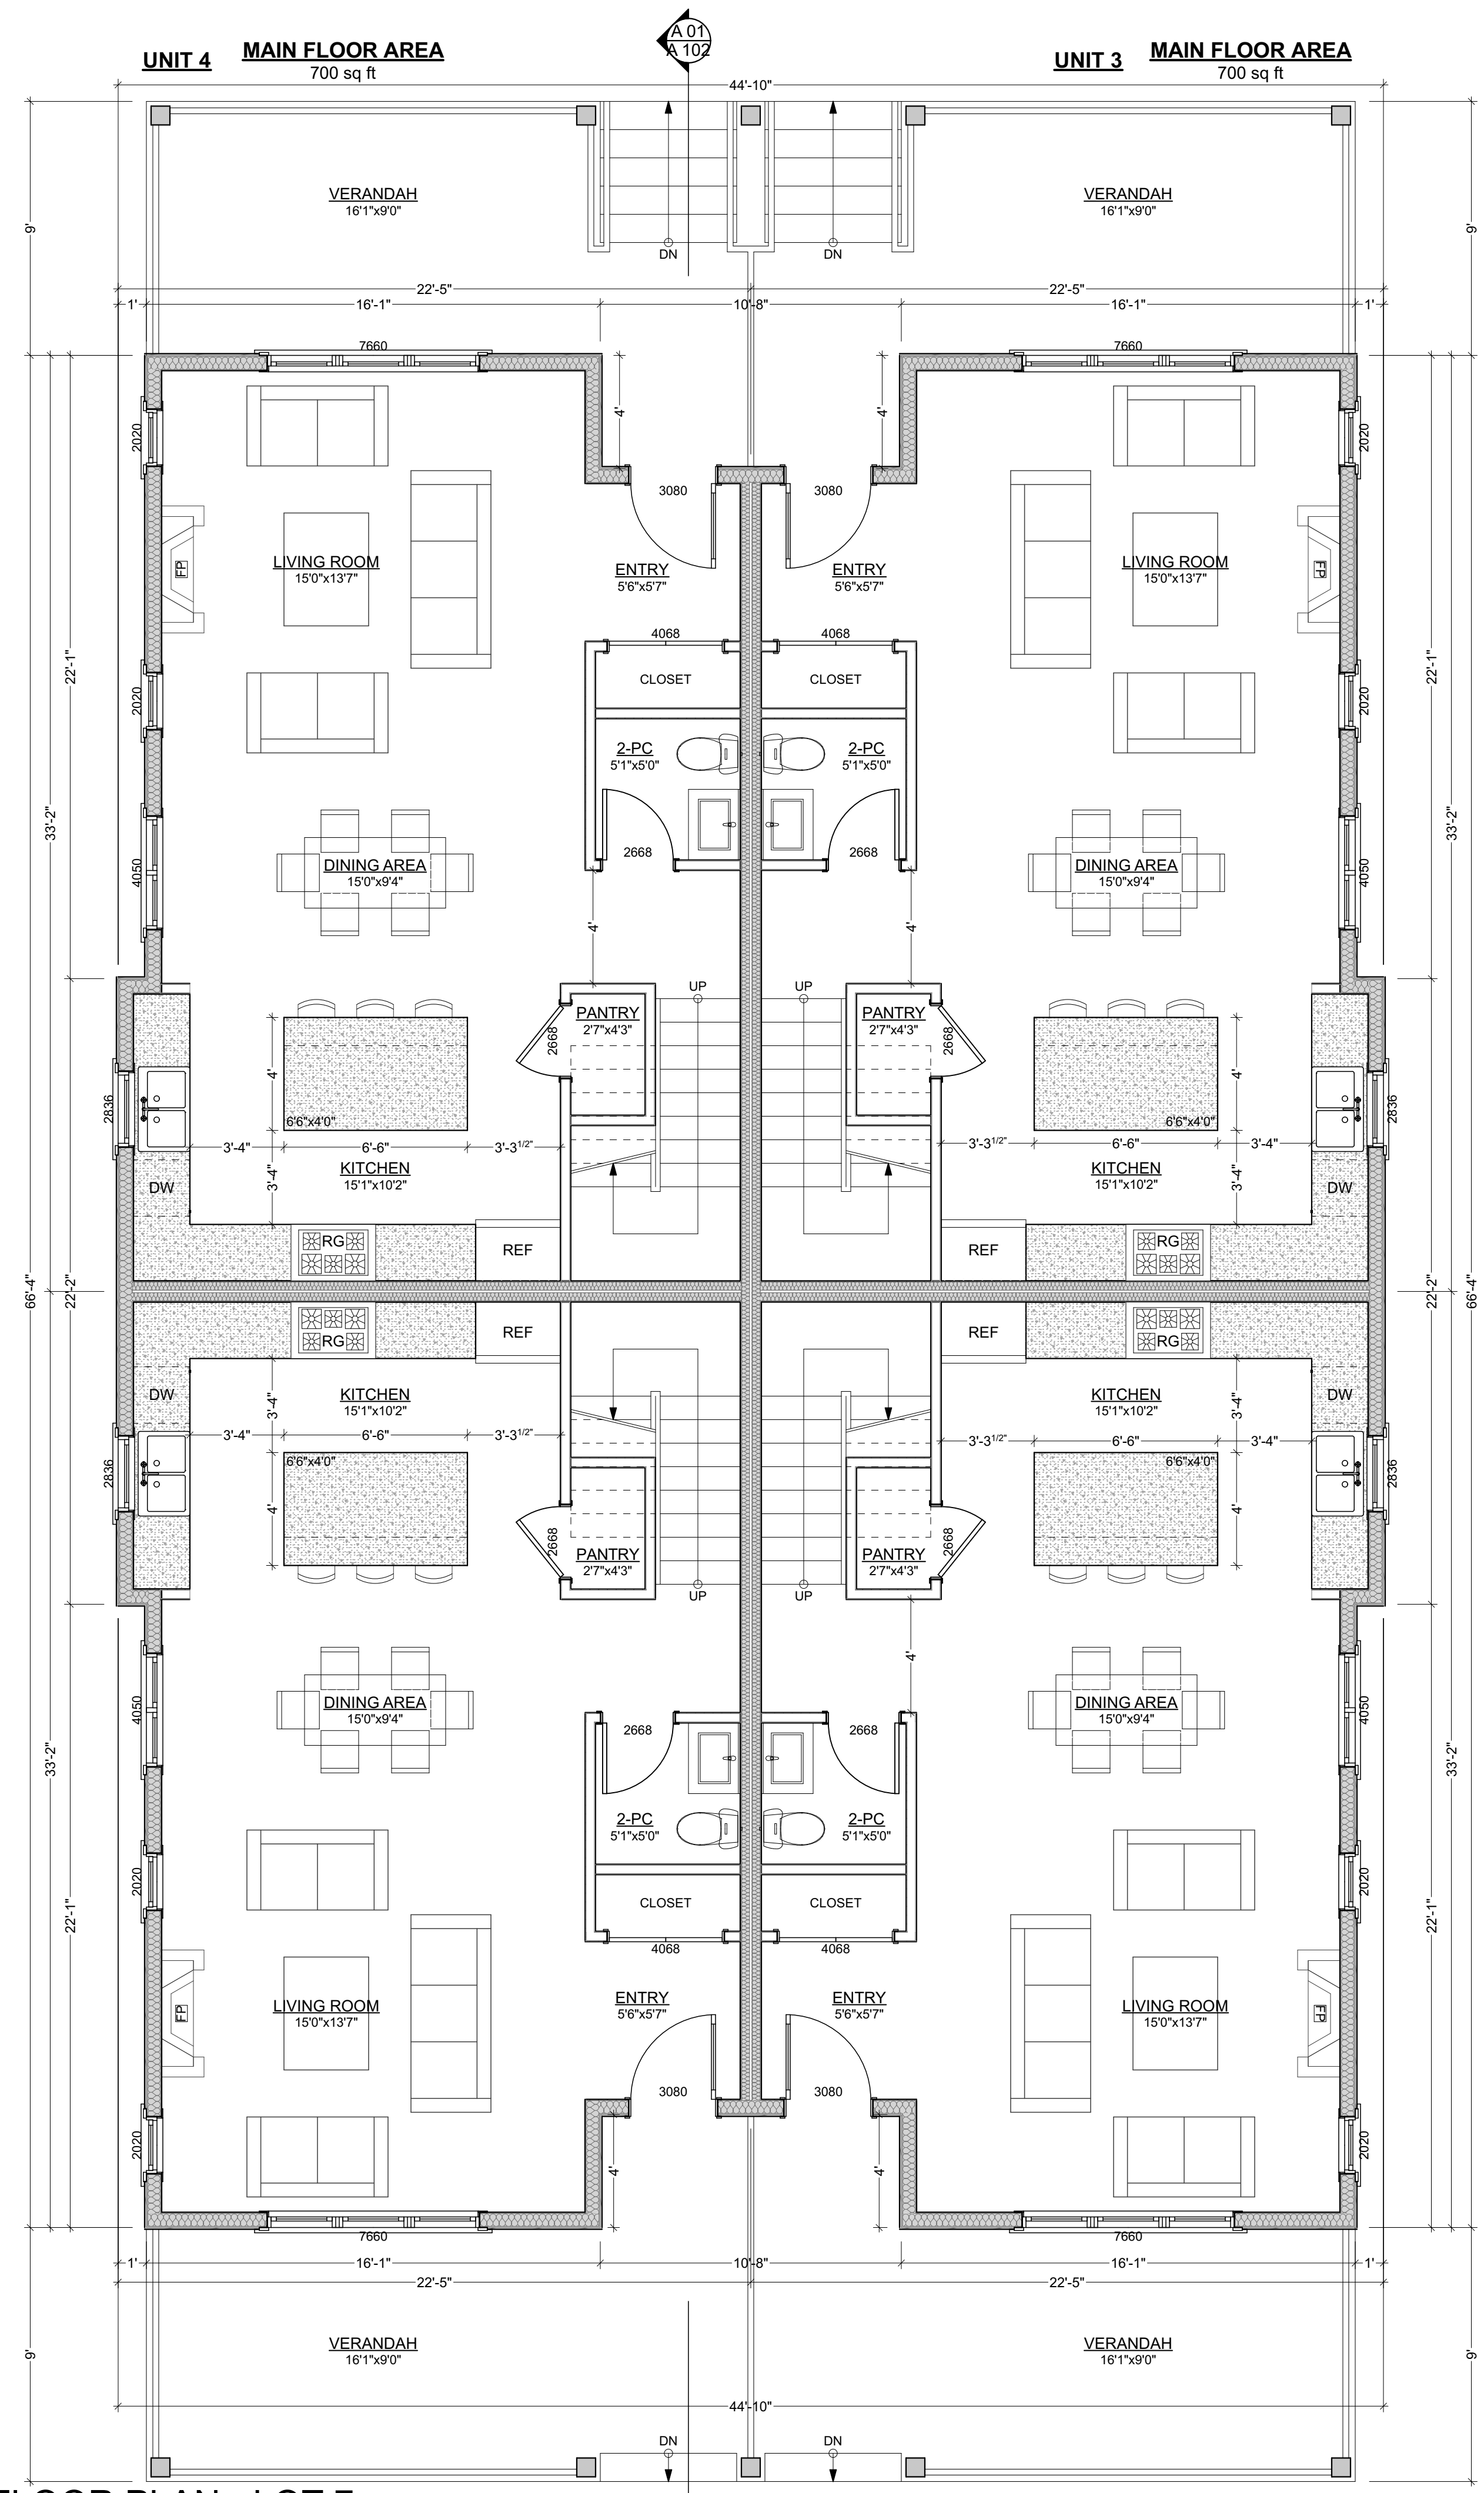 UNIT 4
MAIN FLOOR AREA
700 sq ft
A 01
A 102
UNIT 3
MAIN FLOOR AREA
700 sq ft
44'-10"
9'
VERANDAH
16'1"x9'0"
DN
DN
VERANDAH
16'1"x9'0"
9'
22'-5"
22'-5"
1'
16'-1"
10'-8"
16'-1"
1'
7660
7660
4'
4'
2020
2020
3080
3080
FP
LIVING ROOM
15'0"x13'7"
ENTRY
5'6"x5'7"
ENTRY
5'6"x5'7"
LIVING ROOM
15'0"x13'7"
FP
4068
4068
22'-1"
22'-1"
CLOSET
CLOSET
2020
2020
2-PC
5'1"x5'0"
2-PC
5'1"x5'0"
33'-2"
33'-2"
2668
2668
4050
DINING AREA
15'0"x9'4"
DINING AREA
15'0"x9'4"
4050
4'
4'
UP
UP
PANTRY
2'7"x4'3"
PANTRY
2'7"x4'3"
2668
2668
4'
4'
2836
2836
6'6"x4'0"
6'6"x4'0"
3'-4"
6'-6"
3'-3 1/2"
3'-3 1/2"
6'-6"
3'-4"
KITCHEN
15'1"x10'2"
KITCHEN
15'1"x10'2"
3'-4"
3'-4"
DW
DW
RG
REF
REF
RG
66'-4"
22'-2"
22'-2"
66'-4"
RG
REF
REF
RG
DW
DW
KITCHEN
15'1"x10'2"
KITCHEN
15'1"x10'2"
3'-4"
3'-4"
3'-4"
6'-6"
3'-3 1/2"
3'-3 1/2"
6'-6"
3'-4"
6'6"x4'0"
6'6"x4'0"
2836
2836
4'
4'
2668
2668
PANTRY
2'7"x4'3"
PANTRY
2'7"x4'3"
UP
UP
4'
4050
DINING AREA
15'0"x9'4"
DINING AREA
15'0"x9'4"
4050
2668
2668
33'-2"
33'-2"
2-PC
5'1"x5'0"
2-PC
5'1"x5'0"
2020
2020
CLOSET
CLOSET
22'-1"
22'-1"
4068
4068
FP
LIVING ROOM
15'0"x13'7"
ENTRY
5'6"x5'7"
ENTRY
5'6"x5'7"
LIVING ROOM
15'0"x13'7"
FP
3080
3080
2020
2020
4'
4'
7660
7660
1'
16'-1"
10'-8"
16'-1"
1'
22'-5"
22'-5"
VERANDAH
16'1"x9'0"
VERANDAH
16'1"x9'0"
9'
9'
44'-10"
DN
DN